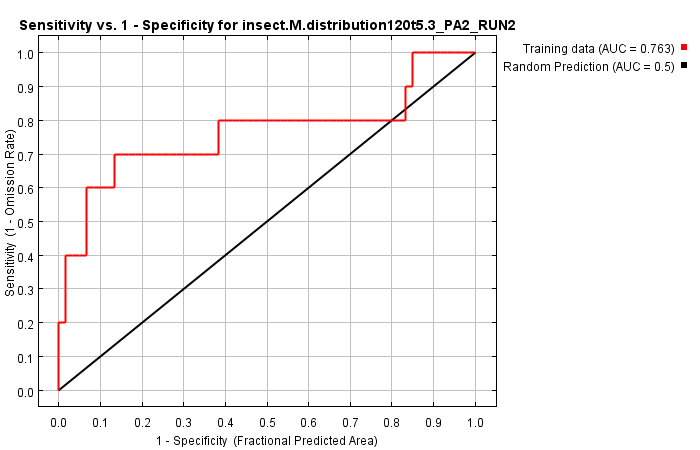 Sensitivity vs. 1 - Specificity for insect.M.distribution120t5.3_PA2_RUN2
Training data (AUC = 0.763)
Random Prediction (AUC = 0.5)
Sensitivity (1 - Omission Rate)
1.0
0.9
0.8
0.7
0.6
0.5
0.4
0.3
0.2
0.1
0.0
0.0 0.1 0.2 0.3 0.4 0.5 0.6 0.7 0.8 0.9 1.0
1 - Specificity (Fractional Predicted Area)